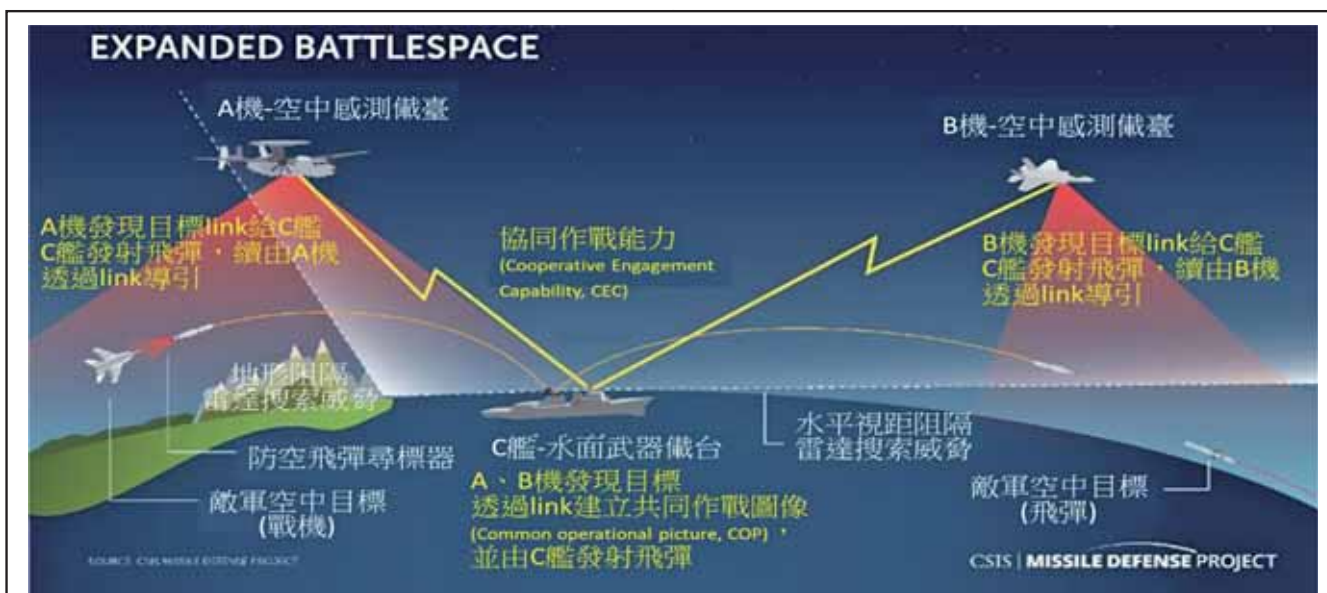 EXPANDED BATTLESPACE
A機-空中感測儎臺
B機-空中感測儎臺
A機發現目標link給C艦
C艦發射飛彈，續由A機
透過link導引
協同作戰能力
(Cooperative Engagement
Capability, CEC)
B機發現目標link給C艦
C艦發射飛彈，續由B機
透過link導引
地形阻隔
雷達搜索威脅
防空飛彈尋標器
敵軍空中目標
(戰機)
C艦-水面武器儎台
A、B機發現目標
透過link建立共同作戰圖像
(Common operational picture, COP)，
並由C艦發射飛彈
水平視距阻隔
雷達搜索威脅
敵軍空中目標
(飛彈)
SOURCE: CSIS MISSILE DEFENSE PROJECT
CSIS | MISSILE DEFENSE PROJECT